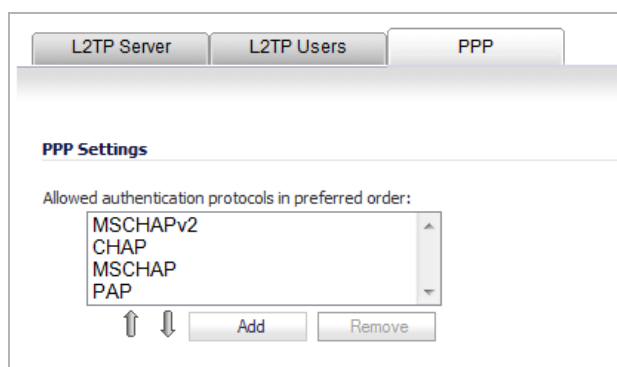 L2TP Server L2TP Users PPP
PPP Settings
Allowed authentication protocols in preferred order:
MSCHAPv2
CHAP
MSCHAP
PAP
Add Remove